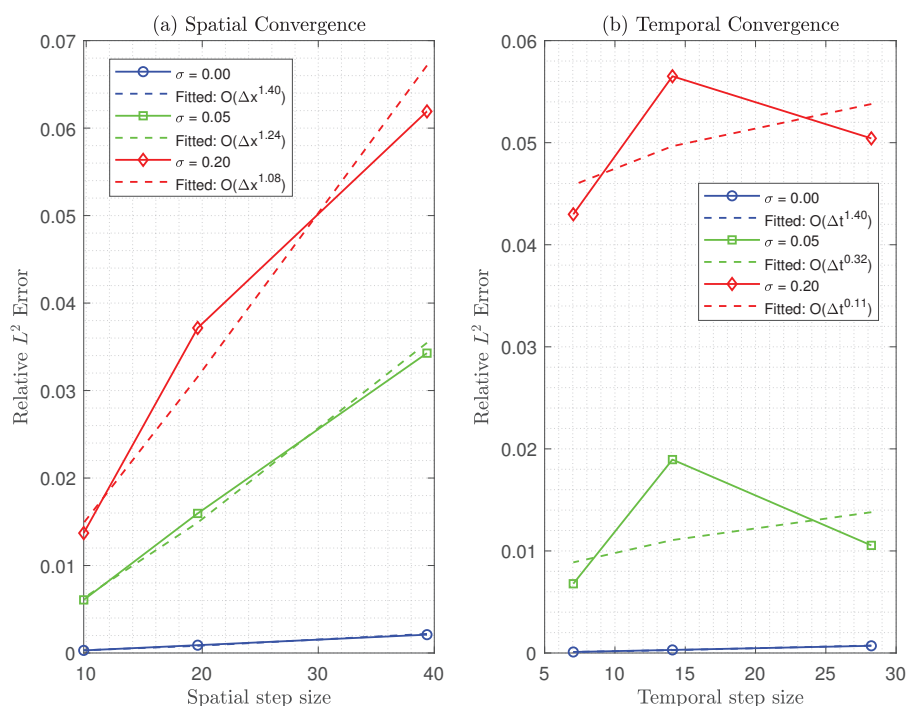 (a) Spatial Convergence
0.07
0.06
0.05
0.04
0.03
0.02
0.01
0
Relative L² Error
σ = 0.00
Fitted: O(Δx^1.40)
σ = 0.05
Fitted: O(Δx^1.24)
σ = 0.20
Fitted: O(Δx^1.08)
10 20 30 40
Spatial step size
(b) Temporal Convergence
0.06
0.05
0.04
0.03
0.02
0.01
0
Relative L² Error
σ = 0.00
Fitted: O(Δt^1.40)
σ = 0.05
Fitted: O(Δt^0.32)
σ = 0.20
Fitted: O(Δt^0.11)
5 10 15 20 25 30
Temporal step size